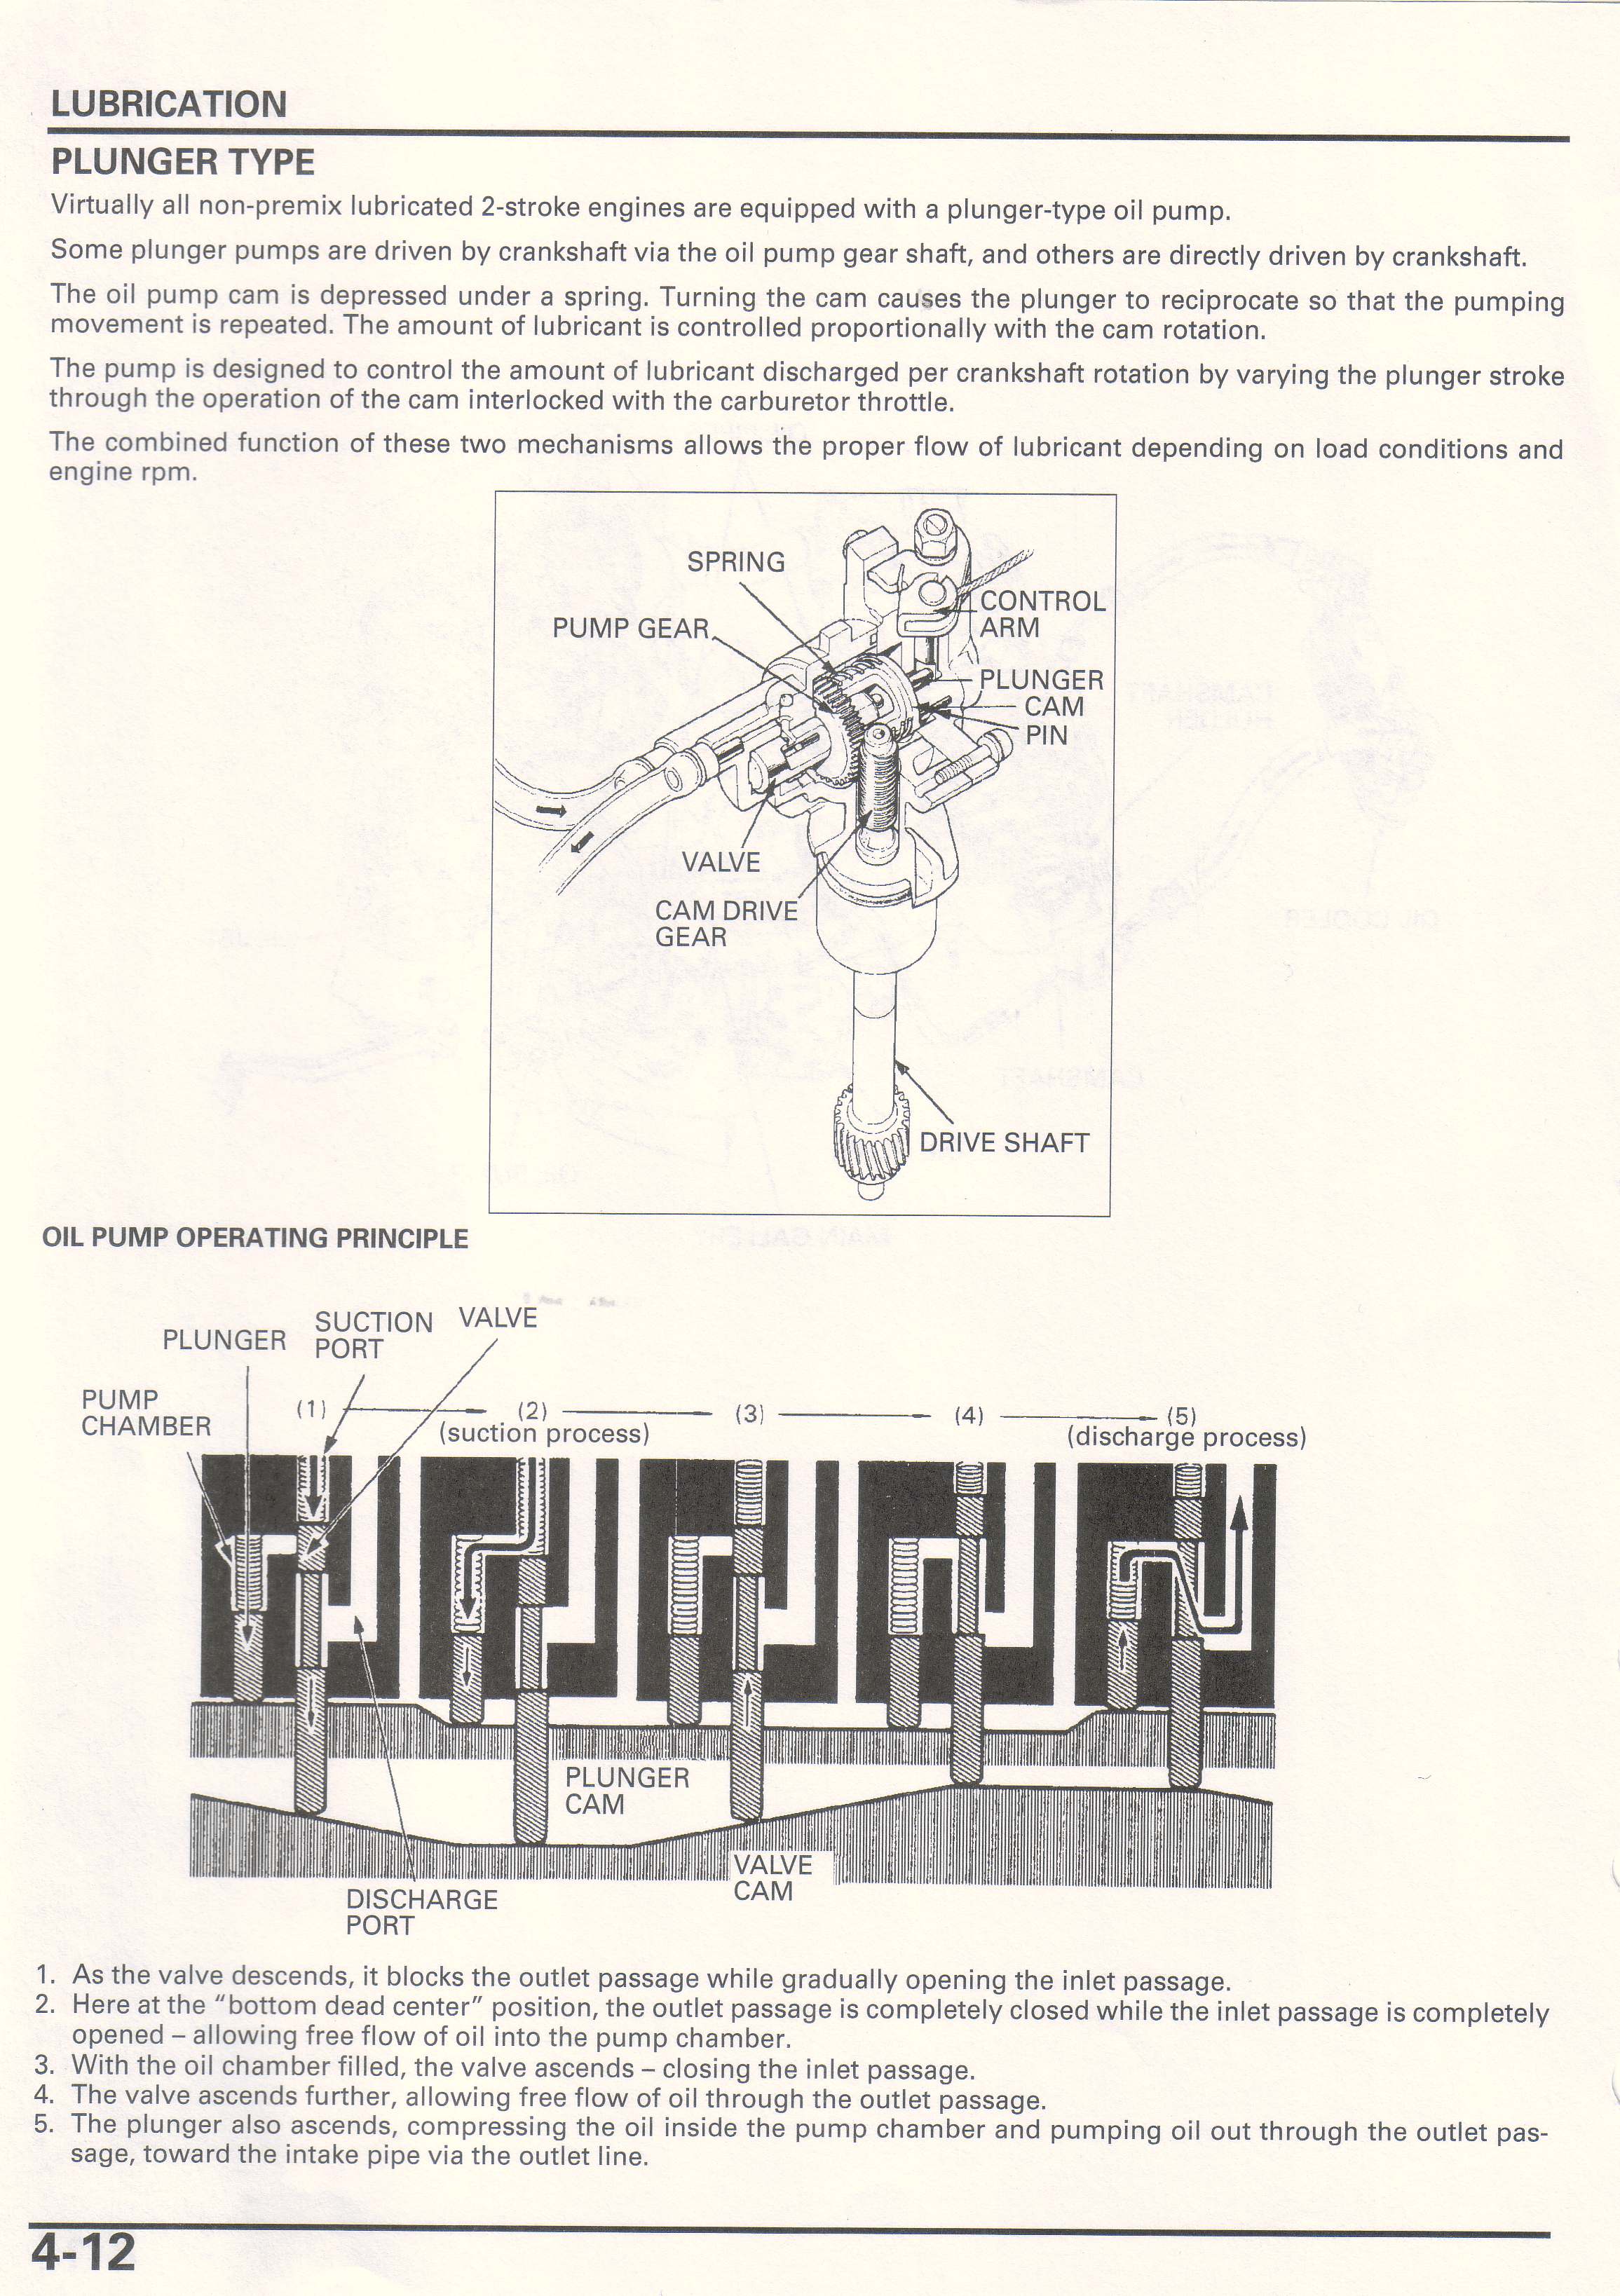 LUBRICATION
PLUNGER TYPE
Virtually all non-premix lubricated 2-stroke engines are equipped with a plunger-type oil pump.
Some plunger pumps are driven by crankshaft via the oil pump gear shaft, and others are directly driven by crankshaft.
The oil pump cam is depressed under a spring. Turning the cam causes the plunger to reciprocate so that the pumping
movement is repeated. The amount of lubricant is controlled proportionally with the cam rotation.
The pump is designed to control the amount of lubricant discharged per crankshaft rotation by varying the plunger stroke
through the operation of the cam interlocked with the carburetor throttle.
The combined function of these two mechanisms allows the proper flow of lubricant depending on load conditions and
engine rpm.
SPRING
CONTROL
ARM
PUMP GEAR
PLUNGER
CAM
PIN
VALVE
CAM DRIVE
GEAR
DRIVE SHAFT
OIL PUMP OPERATING PRINCIPLE
PLUNGER
SUCTION
PORT
VALVE
PUMP
CHAMBER
(1)
(2)
(suction process)
(3)
(4)
(5)
(discharge process)
PLUNGER
CAM
VALVE
CAM
DISCHARGE
PORT
1. As the valve descends, it blocks the outlet passage while gradually opening the inlet passage.
2. Here at the "bottom dead center" position, the outlet passage is completely closed while the inlet passage is completely
opened – allowing free flow of oil into the pump chamber.
3. With the oil chamber filled, the valve ascends – closing the inlet passage.
4. The valve ascends further, allowing free flow of oil through the outlet passage.
5. The plunger also ascends, compressing the oil inside the pump chamber and pumping oil out through the outlet pas-
sage, toward the intake pipe via the outlet line.
4-12